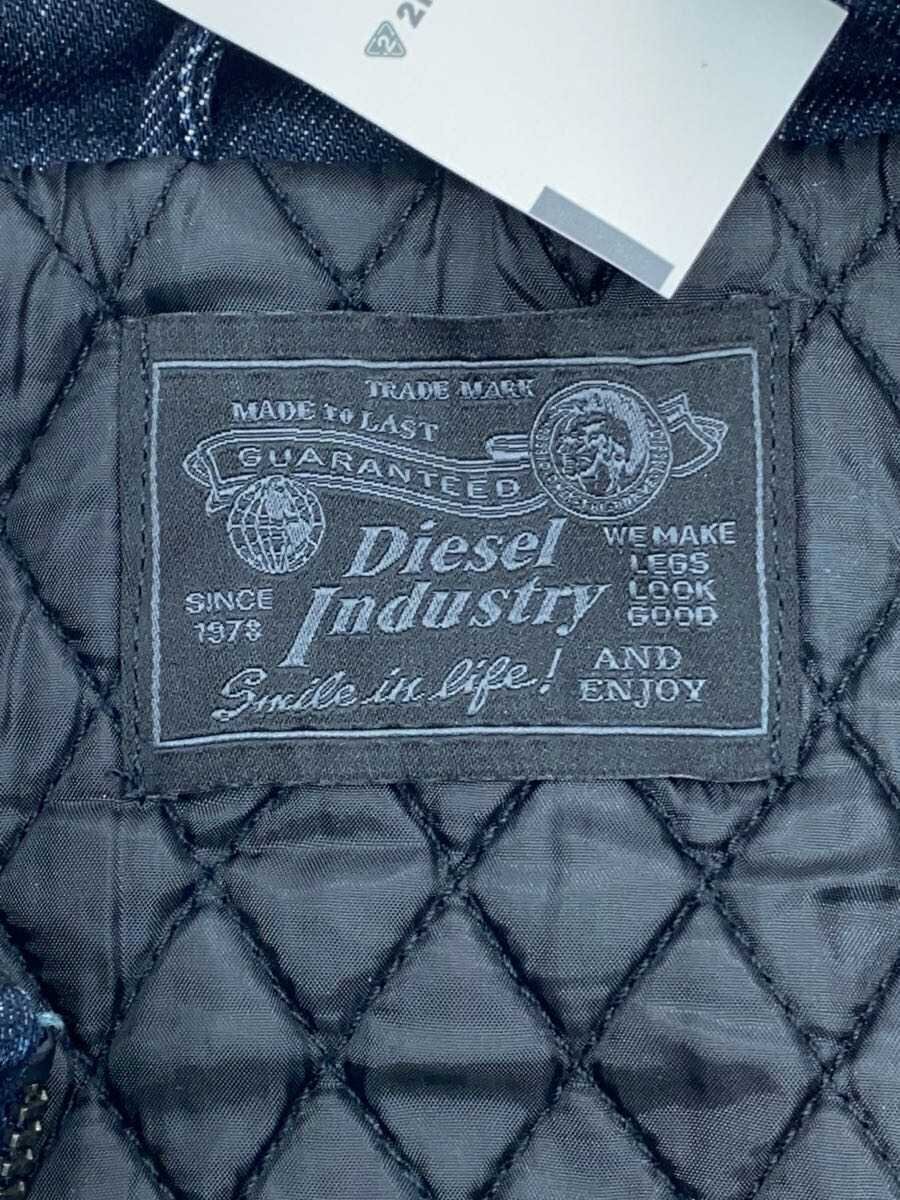 TRADE MARK
MADE TO LAST
GUARANTEED
Diesel
Industry
SINCE
1978
WE MAKE
LEGS
LOOK
GOOD
AND
ENJOY
Smile in life!